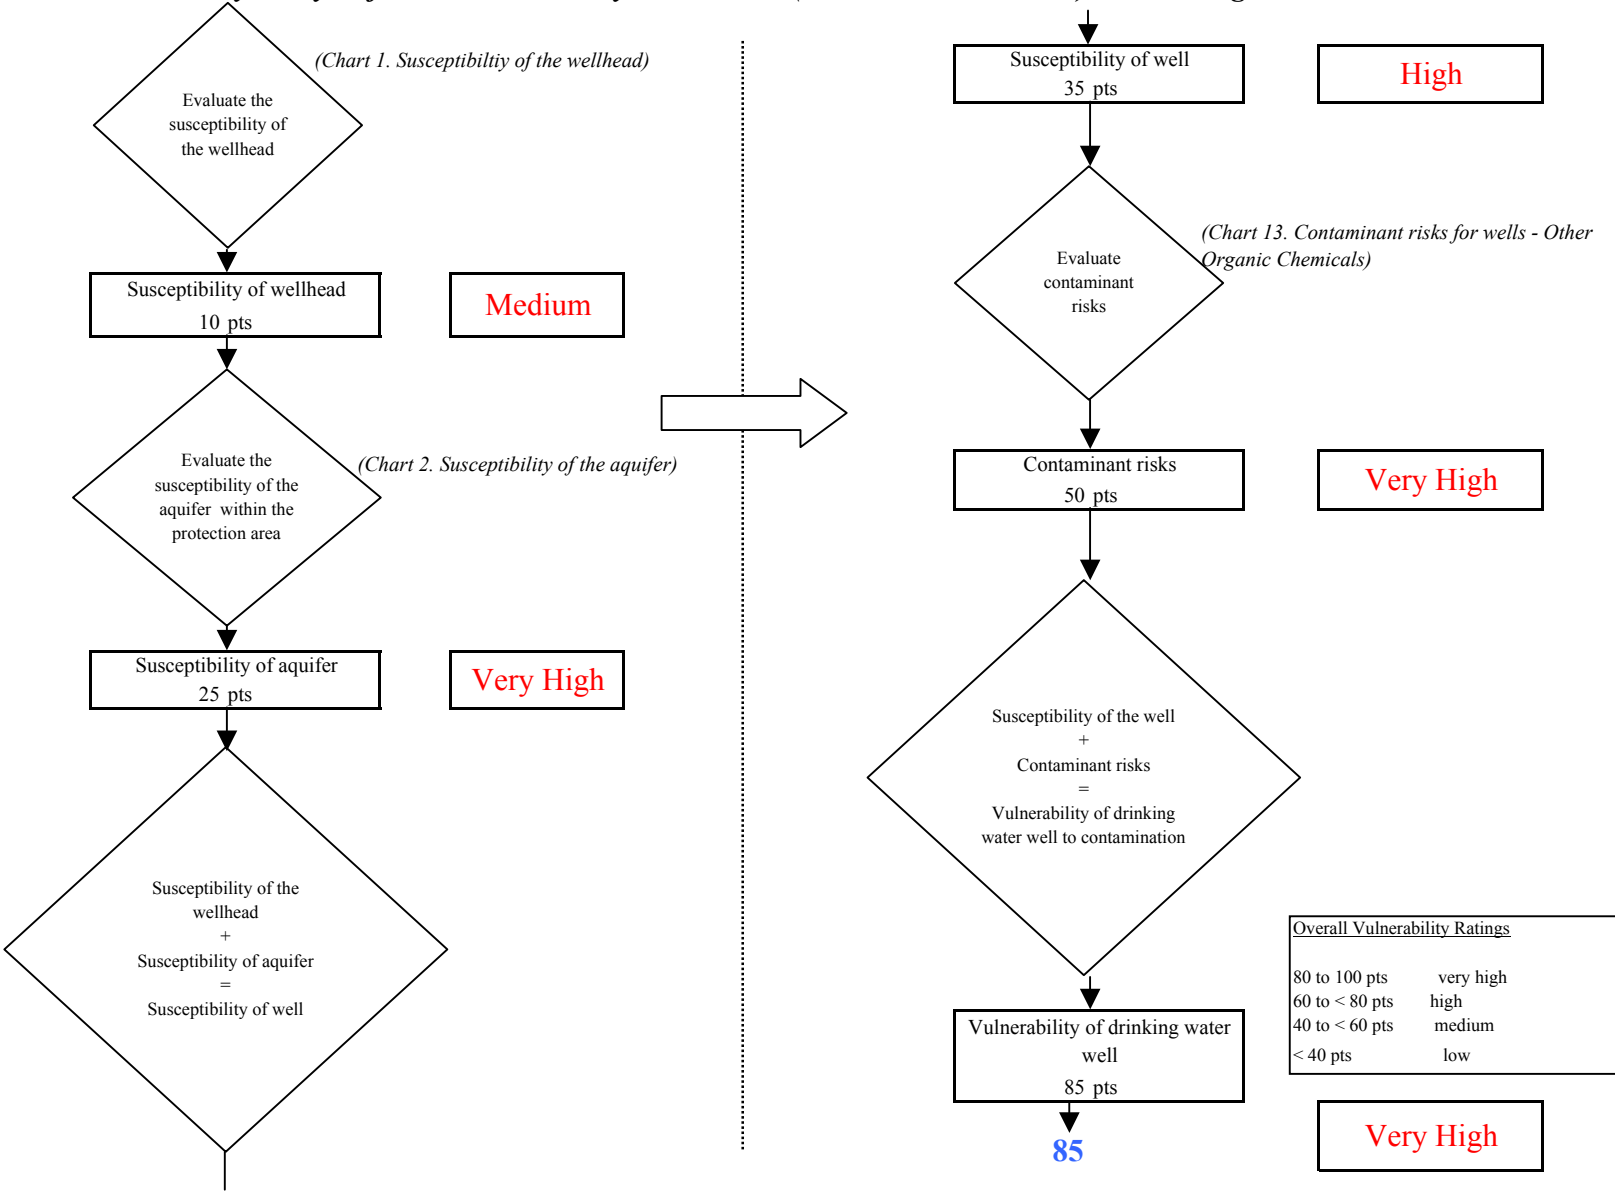 (Chart 1. Susceptibiltiy of the wellhead)
Evaluate the
susceptibility of
the wellhead
Susceptibility of wellhead
10 pts
Medium
Evaluate the
susceptibility of the
aquifer within the
protection area
(Chart 2. Susceptibility of the aquifer)
Susceptibility of aquifer
25 pts
Very High
Susceptibility of the
wellhead
+
Susceptibility of aquifer
=
Susceptibility of well
Susceptibility of well
35 pts
High
Evaluate
contaminant
risks
(Chart 13. Contaminant risks for wells - Other
Organic Chemicals)
Contaminant risks
50 pts
Very High
Susceptibility of the well
+
Contaminant risks
=
Vulnerability of drinking
water well to contamination
Overall Vulnerability Ratings
80 to 100 pts very high
60 to < 80 pts high
40 to < 60 pts medium
< 40 pts low
Vulnerability of drinking water
well
85 pts
85
Very High